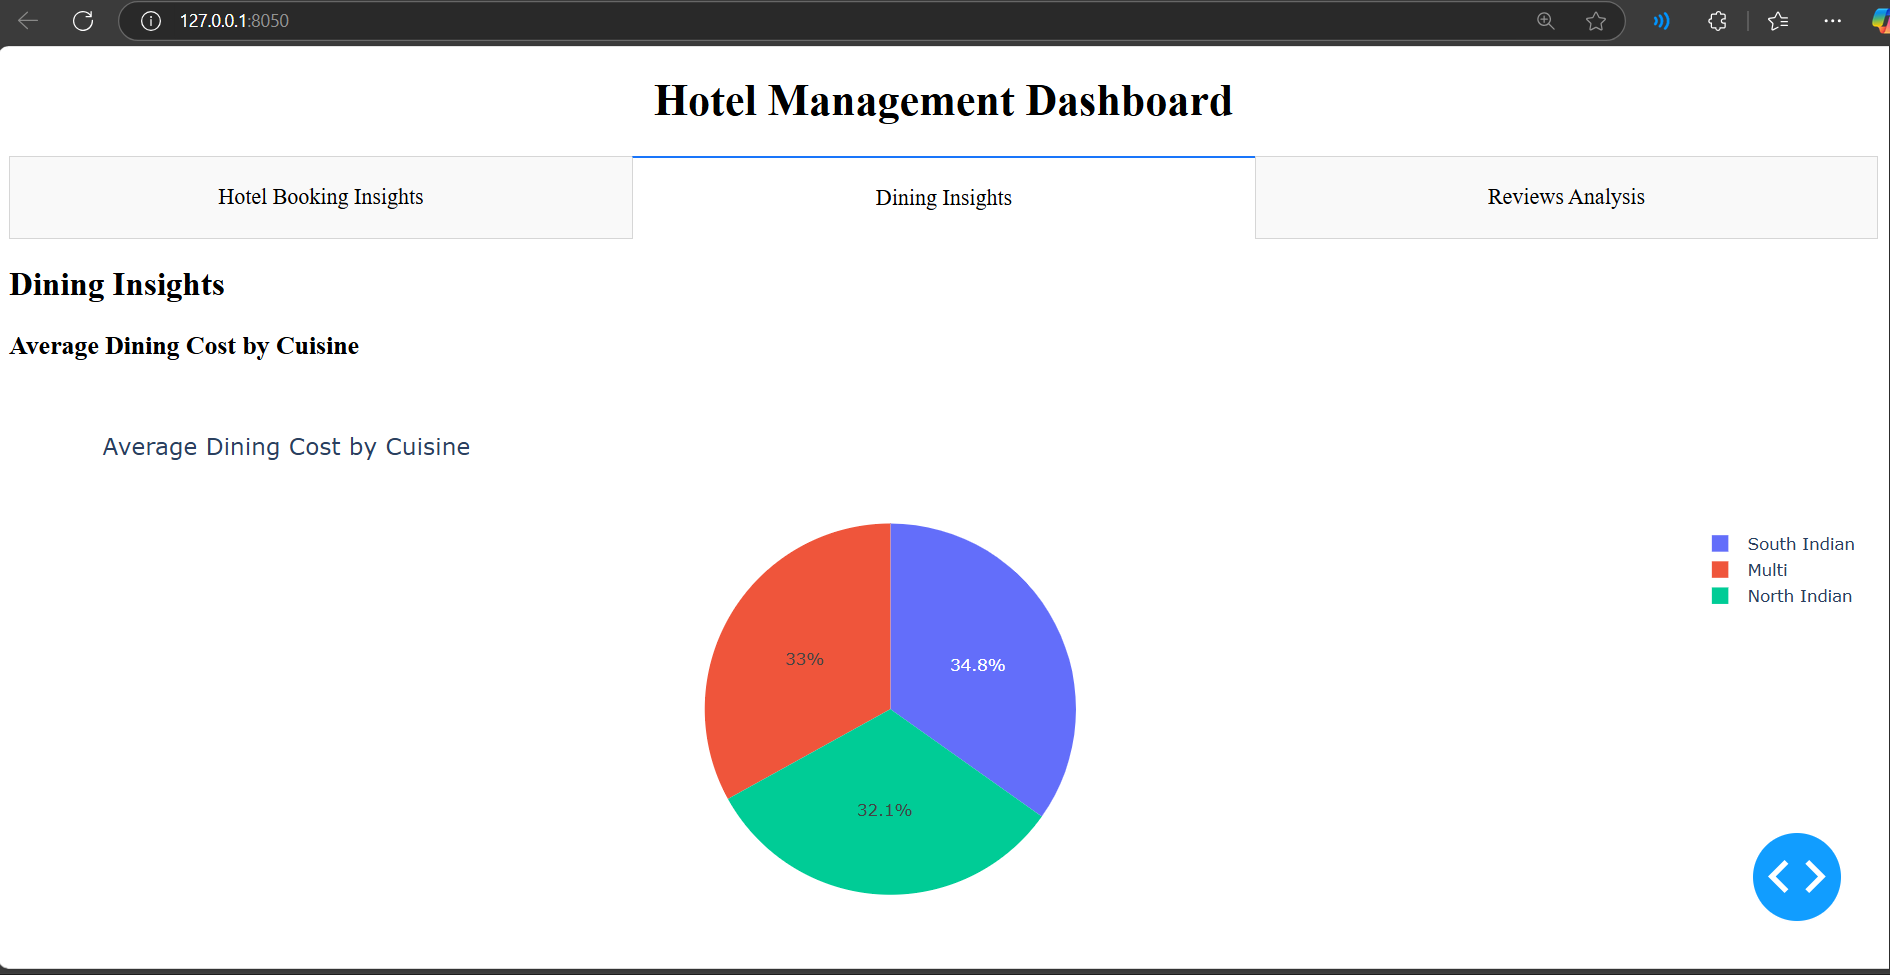 127.0.0.1:8050
Hotel Management Dashboard
Hotel Booking Insights
Dining Insights
Reviews Analysis
Dining Insights
Average Dining Cost by Cuisine
Average Dining Cost by Cuisine
South Indian
Multi
North Indian
33%
34.8%
32.1%